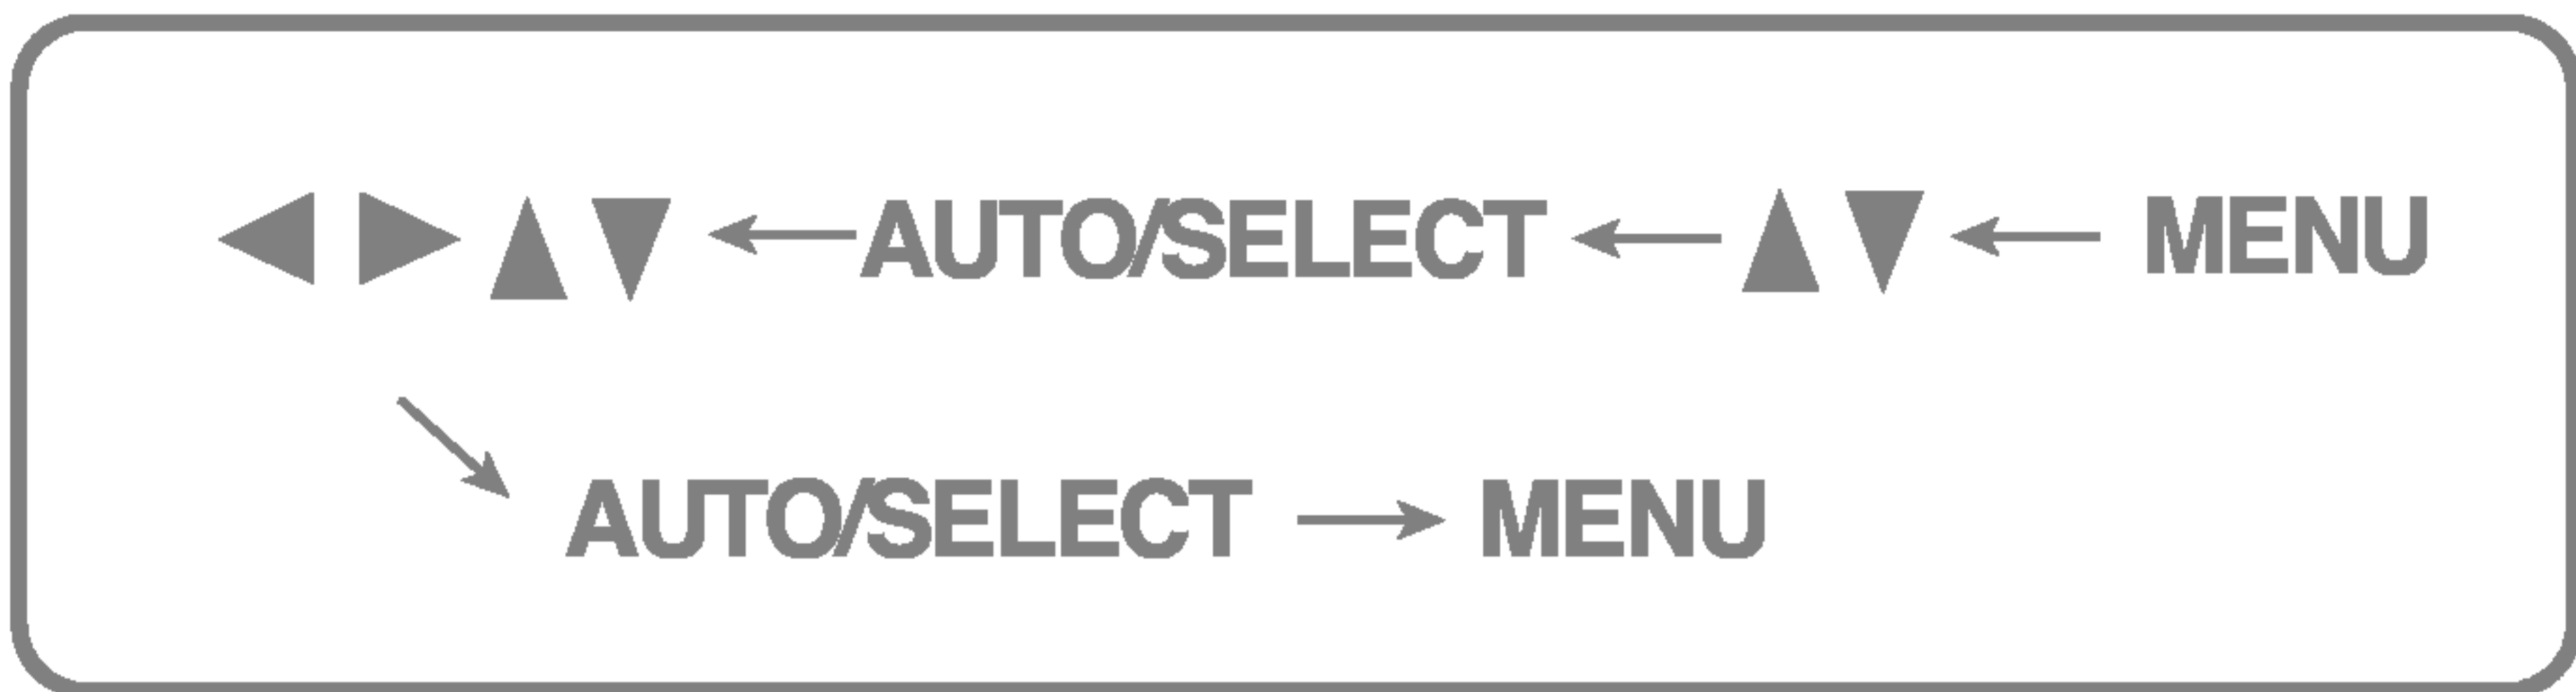 ◀ ▶ ▲ ▼ ← AUTO/SELECT ← ▲ ▼ ← MENU
↘ AUTO/SELECT → MENU